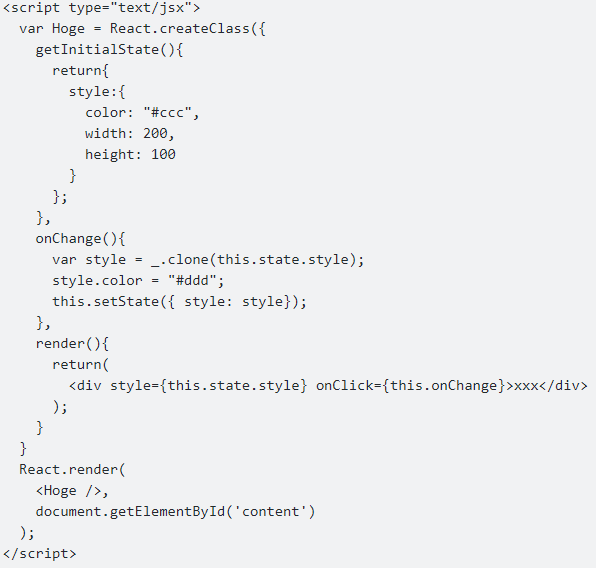 <script type="text/jsx">
  var Hoge = React.createClass({
    getInitialState(){
      return{
        style:{
          color: "#ccc",
          width: 200,
          height: 100
        }
      };
    },
    onChange(){
      var style = _.clone(this.state.style);
      style.color = "#ddd";
      this.setState({ style: style});
    },
    render(){
      return(
        <div style={this.state.style} onClick={this.onChange}>xxx</div>
      );
    }
  }
  React.render(
    <Hoge />,
    document.getElementById('content')
  );
</script>